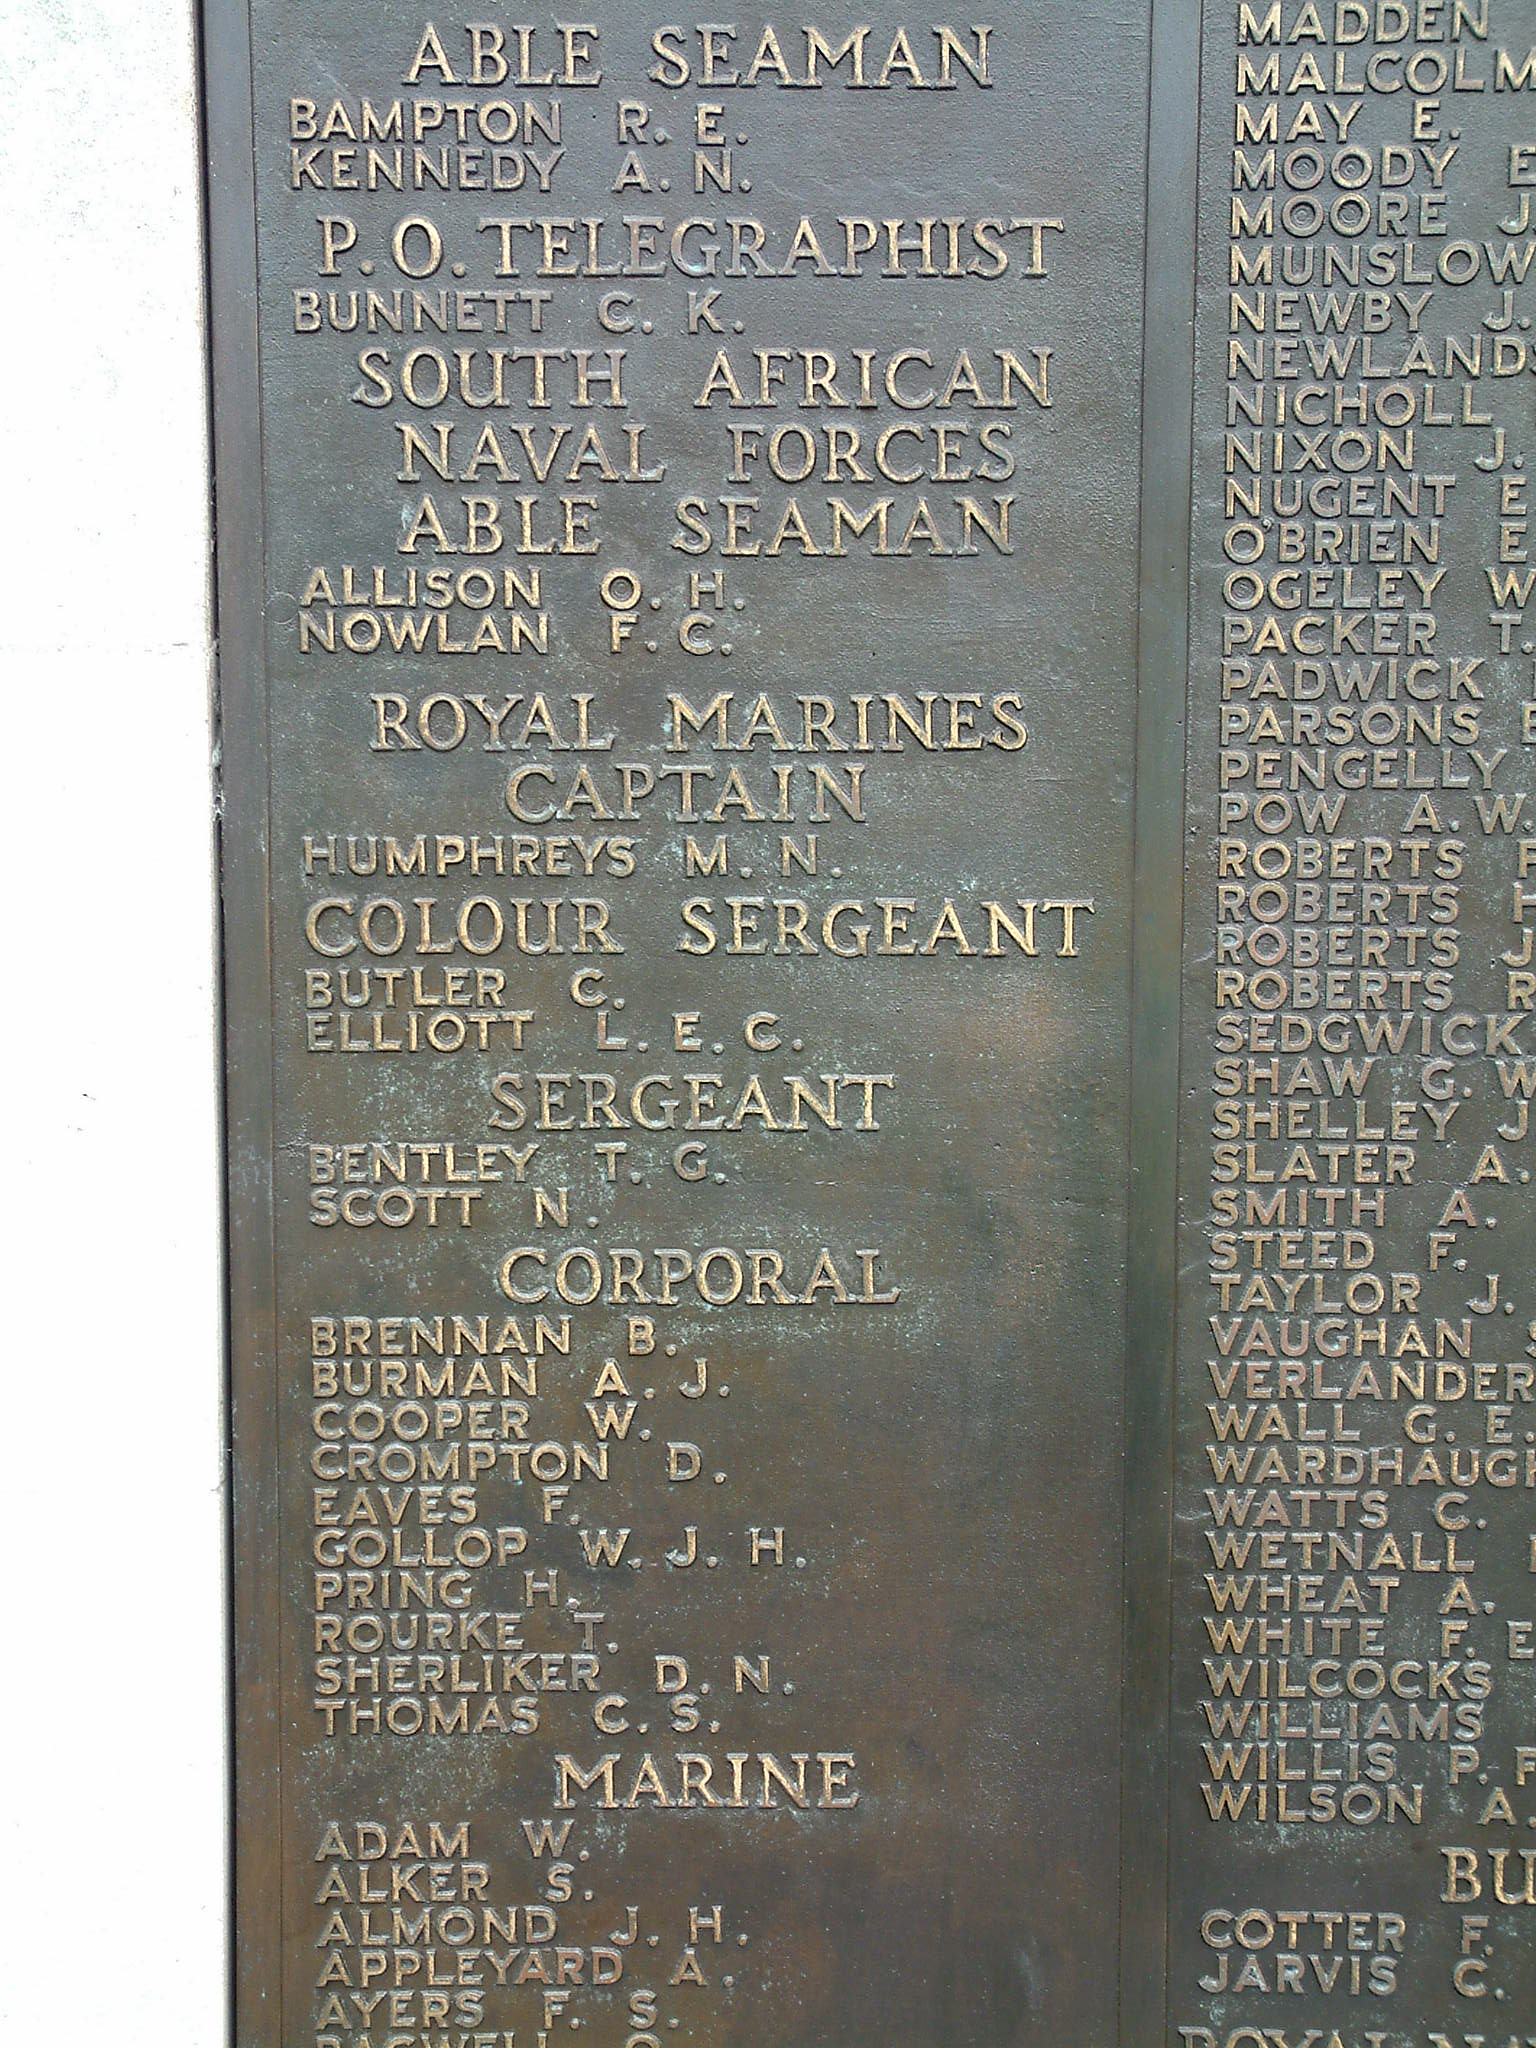 ABLE SEAMAN
BAMPTON R. E.
KENNEDY A. N.
P. O. TELEGRAPHIST
BUNNETT C. K.
SOUTH AFRICAN
NAVAL FORCES
ABLE SEAMAN
ALLISON O. H.
NOWLAN F. C.
ROYAL MARINES
CAPTAIN
HUMPHREYS M. N.
COLOUR SERGEANT
BUTLER C.
ELLIOTT L. E. C.
SERGEANT
BENTLEY T. G.
SCOTT N.
CORPORAL
BRENNAN B.
BURMAN A. J.
COOPER W.
CROMPTON D.
EAVES F.
GOLLOP W. J. H.
PRING H.
ROURKE T.
SHERLIKER D. N.
THOMAS C. S.
MARINE
ADAM W.
ALKER S.
ALMOND J. H.
APPLEYARD A.
AYERS F. S.
MADDEN
MALCOLM
MAY E.
MOODY E
MOORE J
MUNSLOW
NEWBY J.
NEWLANDS
NICHOLL
NIXON J.
NUGENT E
O'BRIEN E
OGELEY W
PACKER T.
PADWICK
PARSONS
PENGELLY
POW A. W.
ROBERTS F
ROBERTS H
ROBERTS J
ROBERTS R
SEDGWICK
SHAW G. W
SHELLEY J
SLATER A.
SMITH A.
STEED F.
TAYLOR J.
VAUGHAN
VERLANDER
WALL G. E.
WARDHAUGH
WATTS C.
WETNALL
WHEAT A.
WHITE F. E
WILCOCKS
WILLIAMS
WILLIS P. F
WILSON A.
BU
COTTER F.
JARVIS C.
ROYAL